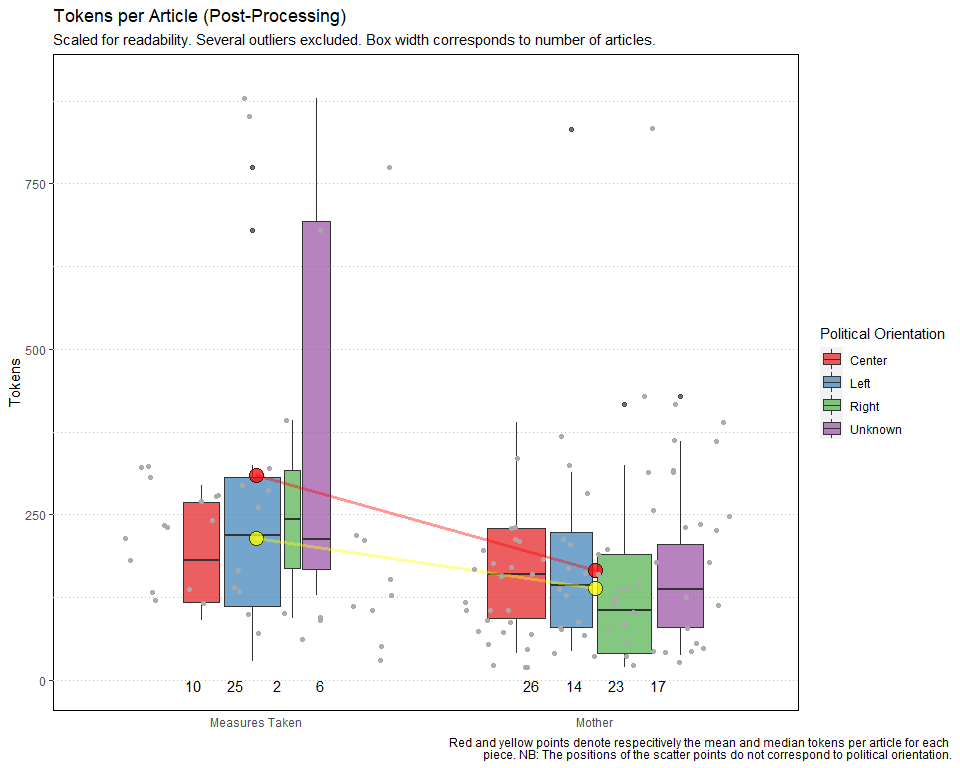 Tokens per Article (Post-Processing)
Scaled for readability. Several outliers excluded. Box width corresponds to number of articles.
Tokens
750
500
250
0
10 25 2 6 26 14 23 17
Measures Taken Mother
Political Orientation
Center
Left
Right
Unknown
Red and yellow points denote respecitively the mean and median tokens per article for each
piece. NB: The positions of the scatter points do not correspond to political orientation.